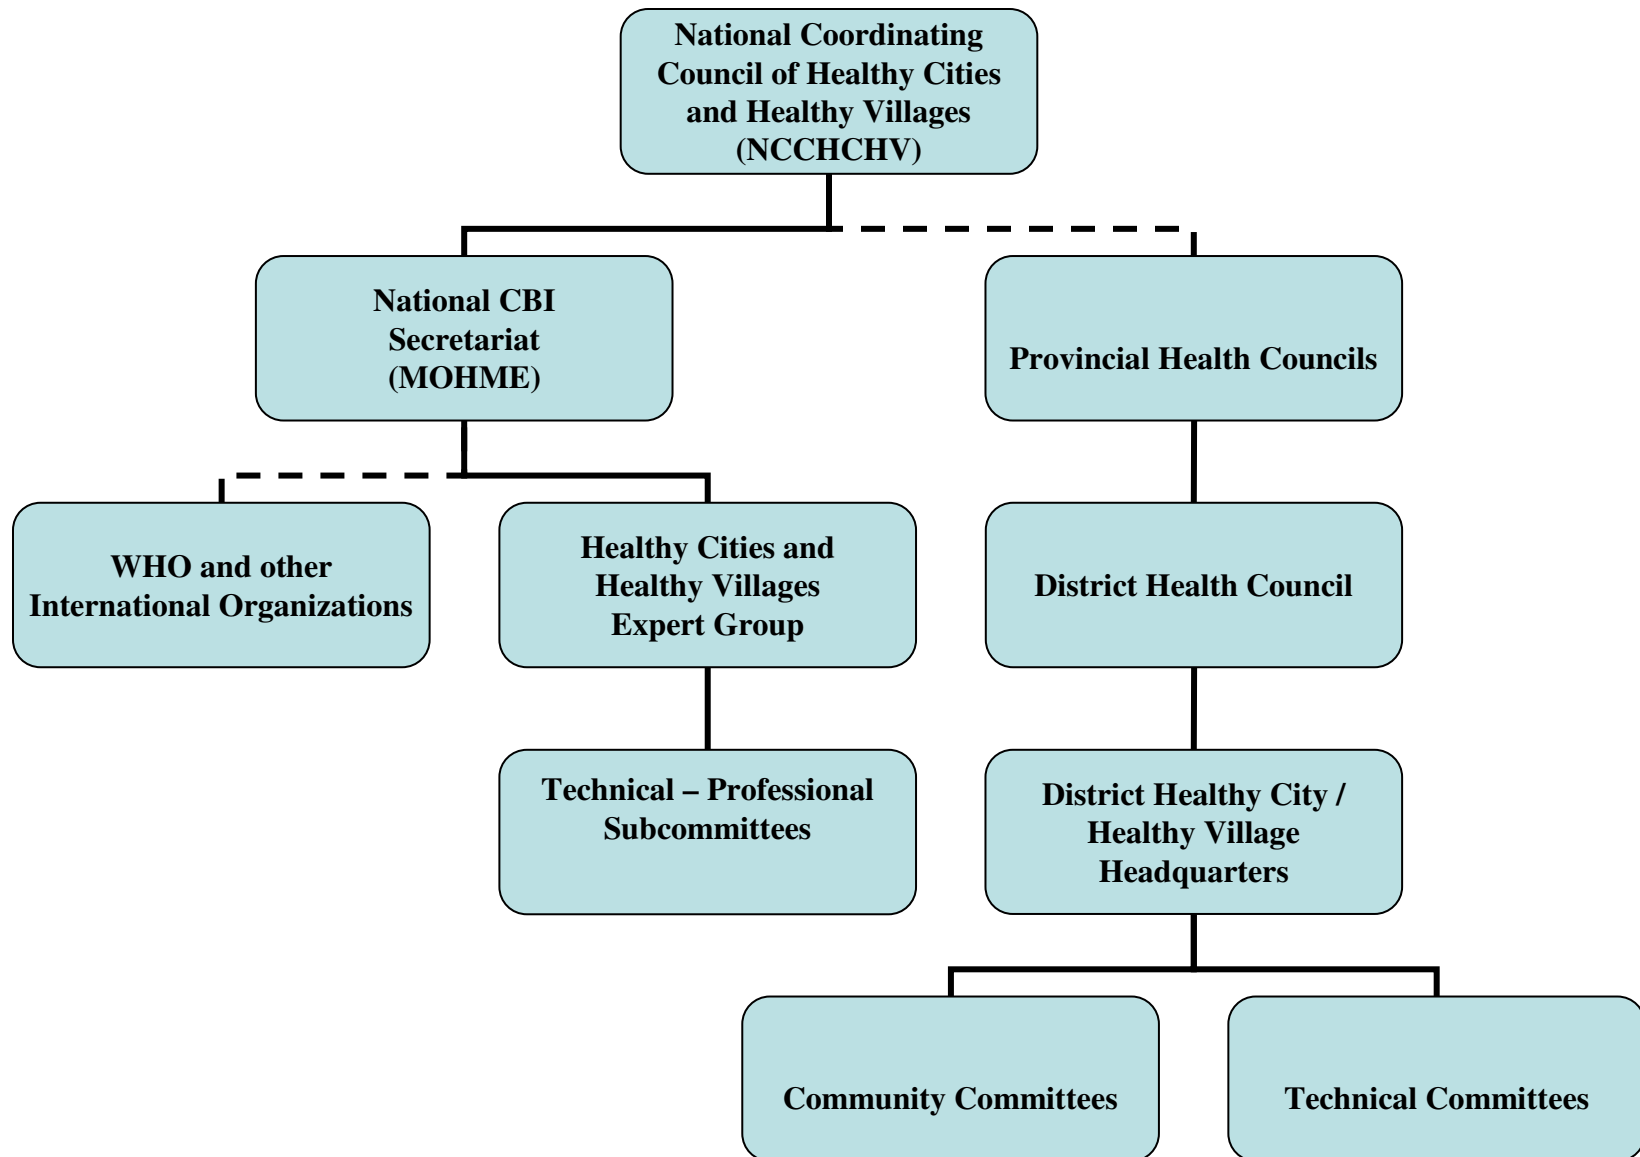 National Coordinating
Council of Healthy Cities
and Healthy Villages
(NCCHCHV)
National CBI
Secretariat
(MOHME)
Provincial Health Councils
WHO and other
International Organizations
Healthy Cities and
Healthy Villages
Expert Group
District Health Council
Technical – Professional
Subcommittees
District Healthy City /
Healthy Village
Headquarters
Community Committees
Technical Committees